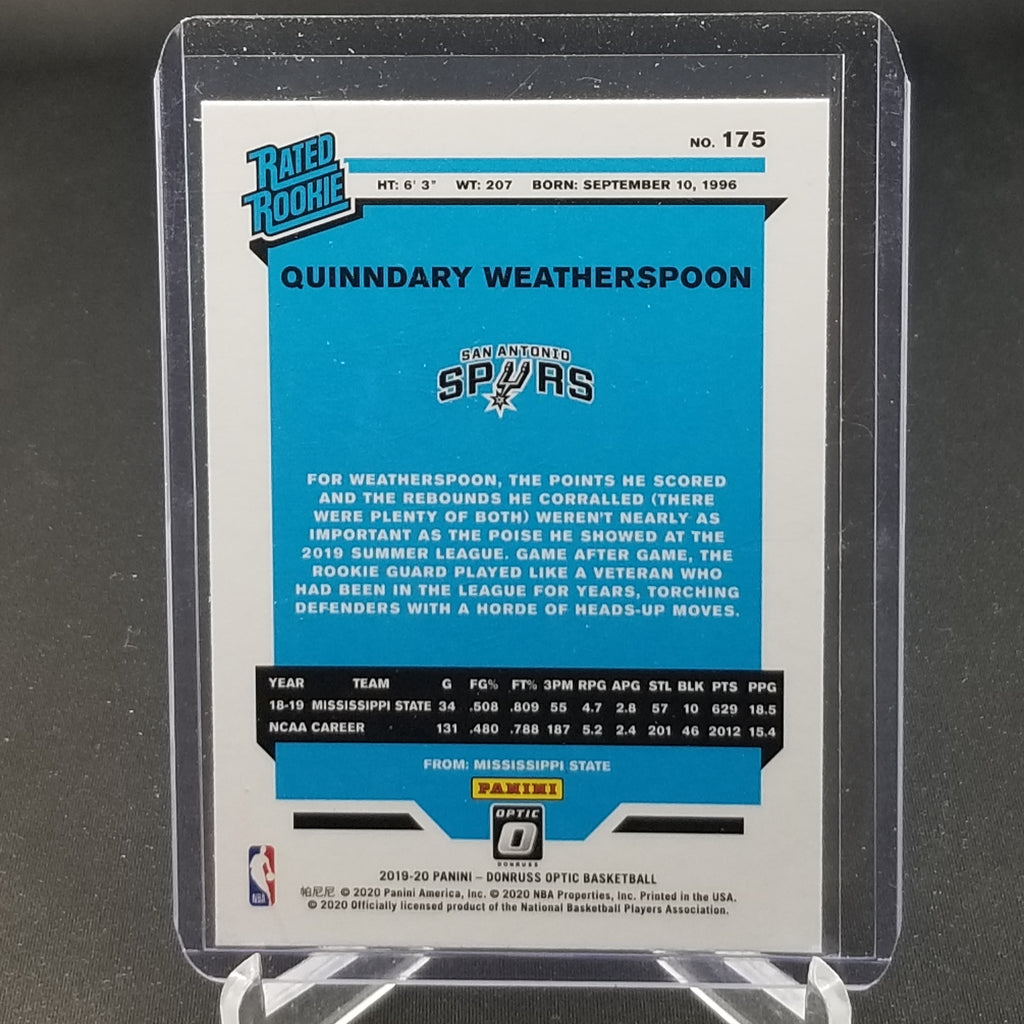 NO. 175
RATED
ROOKIE
HT: 6' 3" WT: 207 BORN: SEPTEMBER 10, 1996
QUINNDARY WEATHERSPOON
SAN ANTONIO
SPURS
FOR WEATHERSPOON, THE POINTS HE SCORED
AND THE REBOUNDS HE CORRALLED (THERE
WERE PLENTY OF BOTH) WEREN'T NEARLY AS
IMPORTANT AS THE POISE HE SHOWED AT THE
2019 SUMMER LEAGUE. GAME AFTER GAME, THE
ROOKIE GUARD PLAYED LIKE A VETERAN WHO
HAD BEEN IN THE LEAGUE FOR YEARS, TORCHING
DEFENDERS WITH A HORDE OF HEADS-UP MOVES.
YEAR TEAM G FG% FT% 3PM RPG APG STL BLK PTS PPG
18-19 MISSISSIPPI STATE 34 .508 .809 55 4.7 2.8 57 10 629 18.5
NCAA CAREER 131 .480 .788 187 5.2 2.4 201 46 2012 15.4
FROM: MISSISSIPPI STATE
PANINI
OPTIC
O
DONRUSS
2019-20 PANINI – DONRUSS OPTIC BASKETBALL
帕尼尼 © 2020 Panini America, Inc. © 2020 NBA Properties, Inc. Printed in the USA.
© 2020 Officially licensed product of the National Basketball Players Association.
NBA